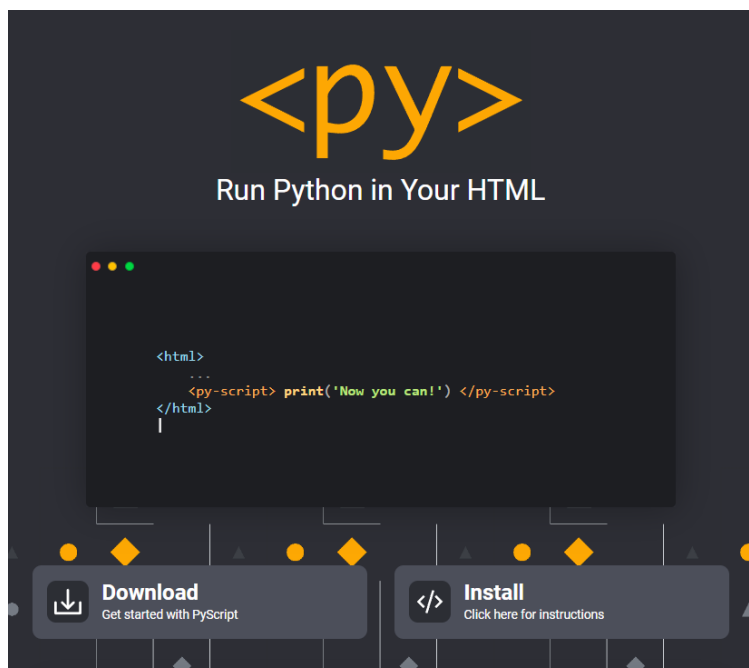 <py>
Run Python in Your HTML
<html>
...
<py-script> print('Now you can!') </py-script>
</html>
Download
Get started with PyScript
</>
Install
Click here for instructions